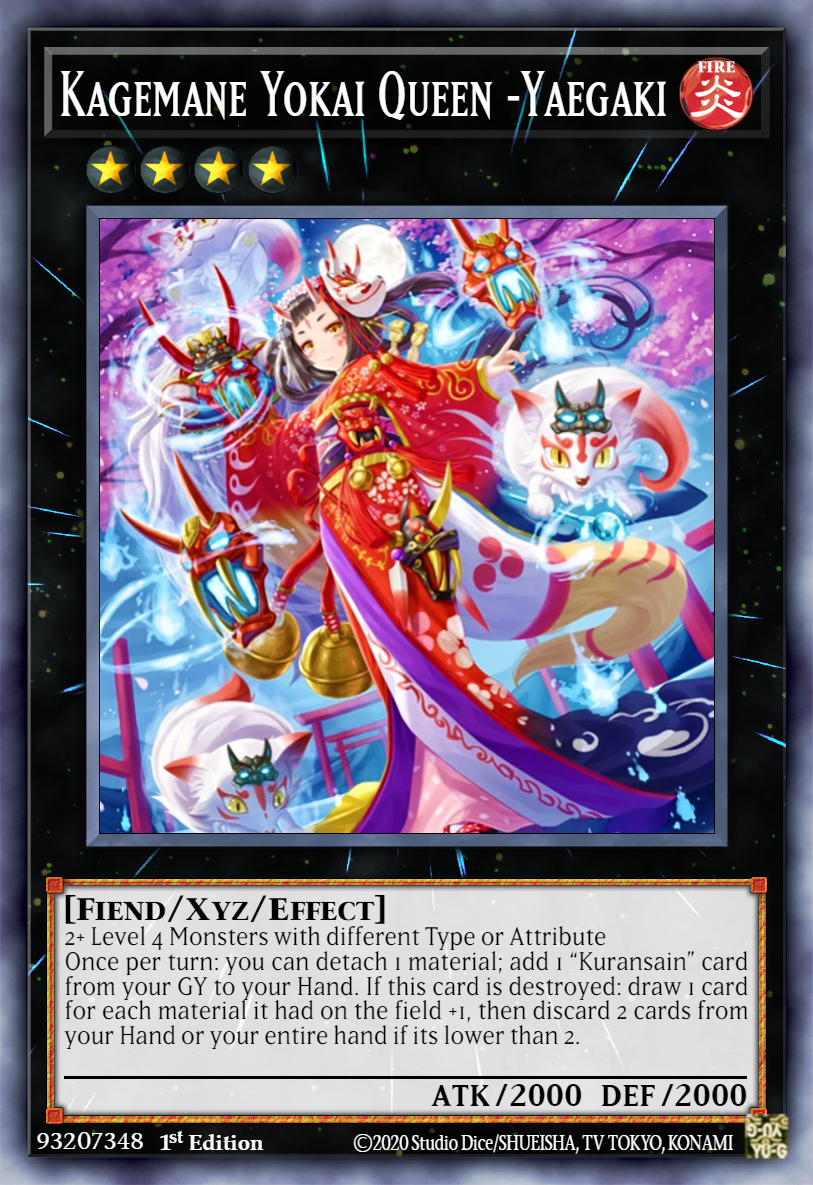 Kagemane Yokai Queen -Yaegaki
FIRE
炎
[Fiend/Xyz/Effect]
2+ Level 4 Monsters with different Type or Attribute
Once per turn: you can detach 1 material; add 1 “Kuransain” card
from your GY to your Hand. If this card is destroyed: draw 1 card
for each material it had on the field +1, then discard 2 cards from
your Hand or your entire hand if its lower than 2.
ATK/2000 DEF/2000
93207348 1st Edition ©2020 Studio Dice/SHUEISHA, TV TOKYO, KONAMI
YU-G